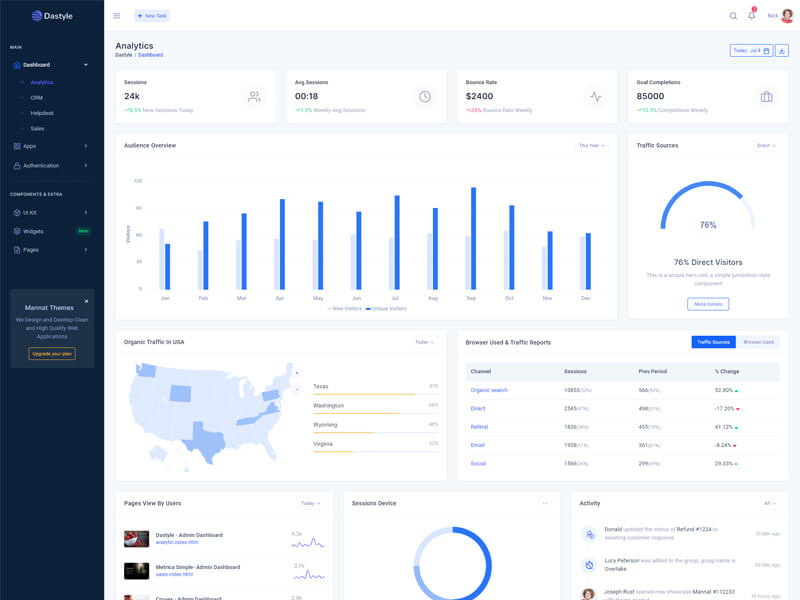 Dastyle
New Task
1
Nick
MAIN
Dashboard
Analytics
CRM
Helpdesk
Sales
Apps
Authentication
COMPONENTS & EXTRA
UI Kit
Widgets
New
Pages
Mannat Themes
We Design and Develop Clean
and High Quality Web
Applications
Upgrade your plan
Analytics
Dastyle / Dashboard
Today: Jul 8
Sessions
24k
8.5% New Sessions Today
Avg.Sessions
00:18
1.5% Weekly Avg.Sessions
Bounce Rate
$2400
35% Bounce Rate Weekly
Goal Completions
85000
10.5% Completions Weekly
Audience Overview
This Year
120
90
60
30
0
Visitors
Jan
Feb
Mar
Apr
May
Jun
Jul
Aug
Sep
Oct
Nov
Dec
New Visitors
Unique Visitors
Traffic Sources
Direct
76%
76% Direct Visitors
This is a simple hero unit, a simple jumbotron-style
component
More details
Organic Traffic In USA
Today
+
-
Texas
81%
Washington
68%
Wyoming
48%
Virginia
32%
Browser Used & Traffic Reports
Traffic Sources
Browser Used
Channel Sessions Prev.Period % Change
Organic search 10853(52%) 566(92%) 52.80%
Direct 2545(47%) 498(81%) -17.20%
Referal 1836(38%) 455(74%) 41.12%
Email 1958(31%) 361(61%) -8.24%
Social 1566(26%) 299(49%) 29.33%
Pages View By Users
Today
Dastyle - Admin Dashboard
analytic-index.html
4.3k
Metrica Simple- Admin Dashboard
sales-index.html
3.7k
Crovex - Admin Dashboard
2.9k
Sessions Device
Activity
All
Donald updated the status of Refund #1234 to
awaiting customer response
10 Min ago
Lucy Peterson was added to the group, group name is
Overtake
50 Min ago
Joseph Rust opened new showcase Mannat #112233
10 hours ago